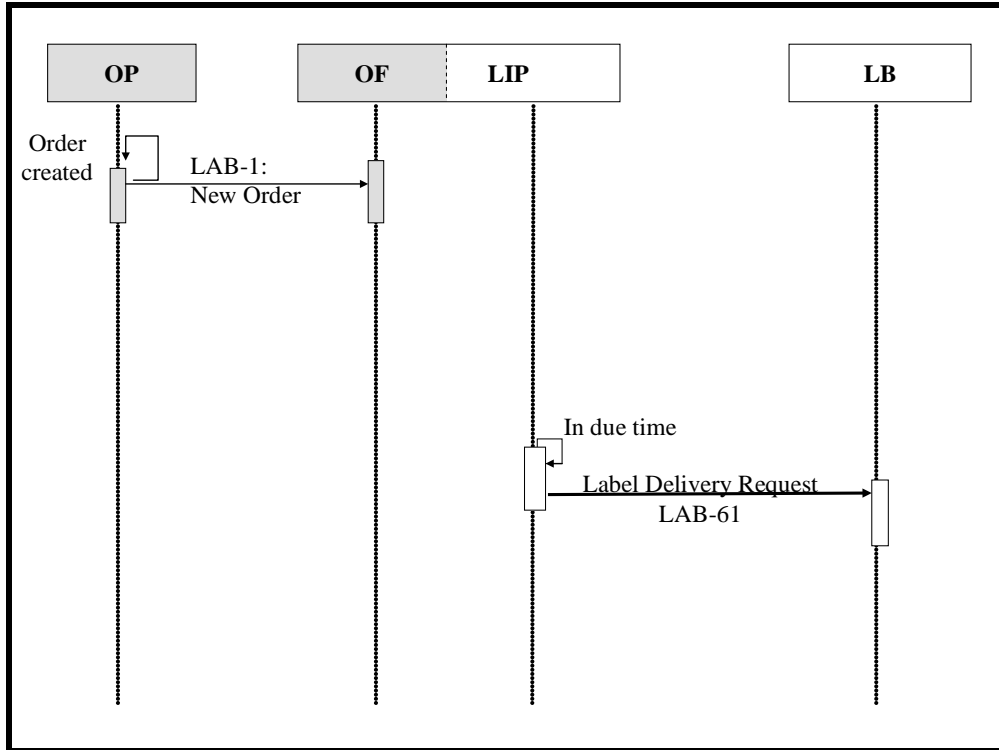 OP
OF
LIP
LB
Order
created
LAB-1:
New Order
In due time
Label Delivery Request
LAB-61